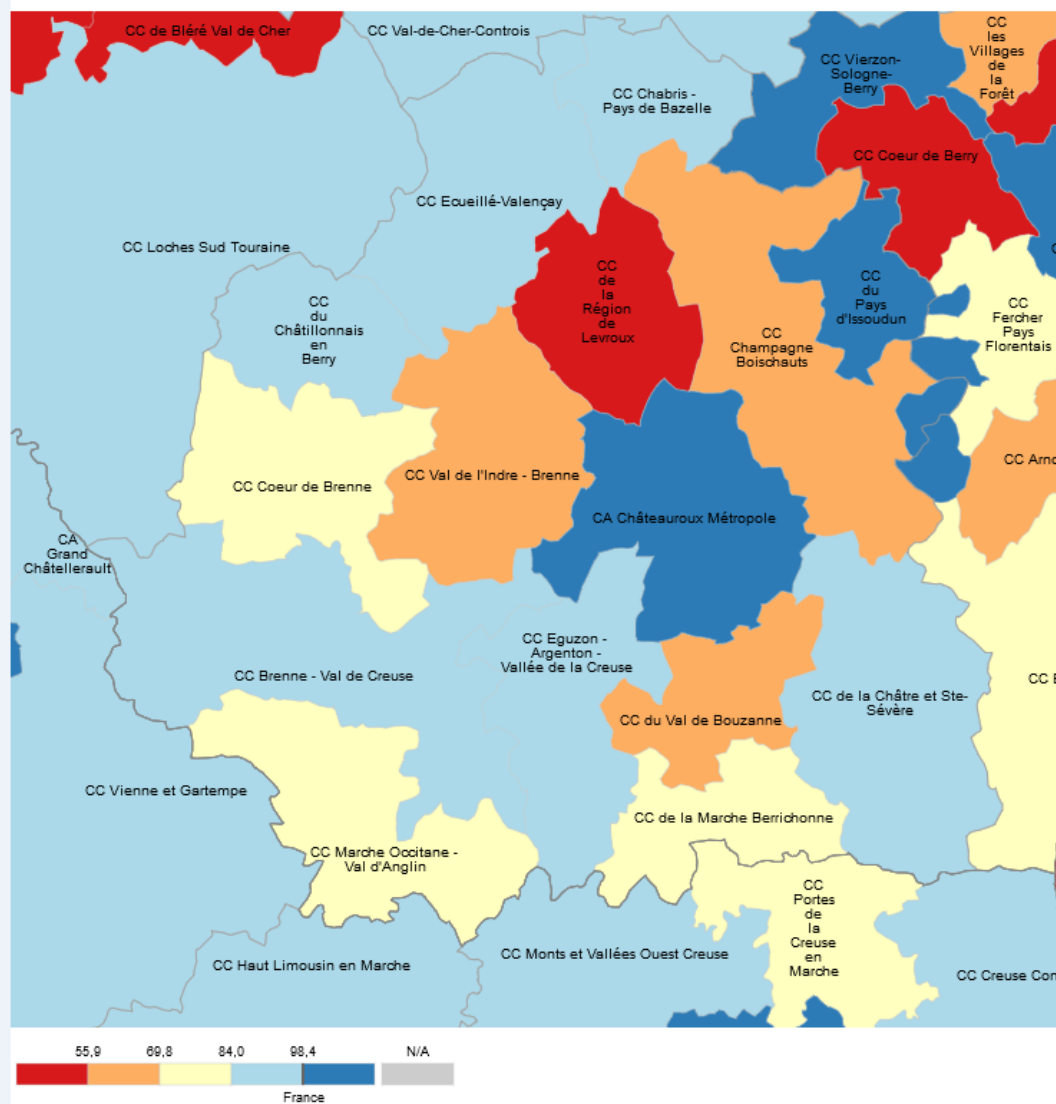 CC de Bléré Val de Cher
CC Val-de-Cher-Controis
CC
les
Villages
de
la
Forêt
CC Vierzon-
Sologne-
Berry
CC Chabris -
Pays de Bazelle
CC Coeur de Berry
CC Ecueillé-Valençay
CC Loches Sud Touraine
CC
de
la
Région
de
Levroux
CC
du
Pays
d'Issoudun
CC
du
Châtillonnais
en
Berry
CC
Fercher
Pays
Florentais
CC
Champagne
Boischauts
CC Arno
CC Val de l'Indre - Brenne
CC Coeur de Brenne
CA Châteauroux Métropole
CA
Grand
Châtellerault
CC Eguzon -
Argenton -
Vallée de la Creuse
CC Brenne - Val de Creuse
CC E
CC de la Châtre et Ste-
Sévère
CC du Val de Bouzanne
CC Vienne et Gartempe
CC de la Marche Berrichonne
CC Marche Occitane -
Val d'Anglin
CC
Portes
de
la
Creuse
en
Marche
CC Monts et Vallées Ouest Creuse
CC Haut Limousin en Marche
CC Creuse Con
55,9 69,8 84,0 98,4 N/A
France